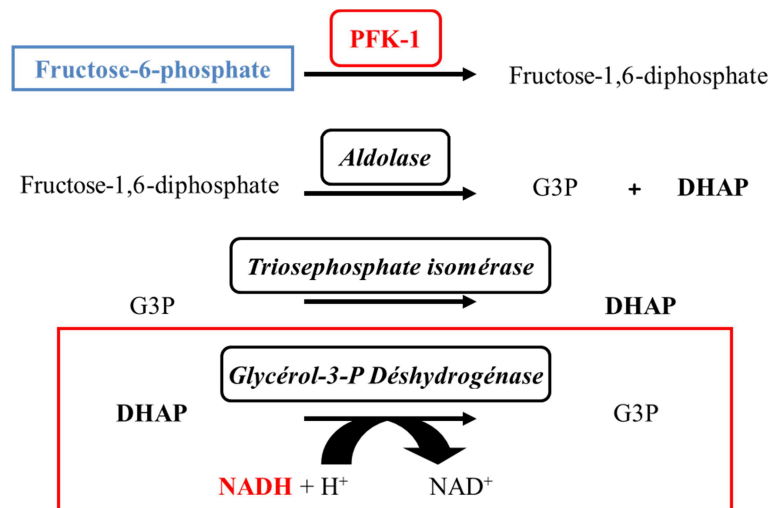 PFK-1
Fructose-6-phosphate
Fructose-1,6-diphosphate
Aldolase
Fructose-1,6-diphosphate
G3P + DHAP
Triosephosphate isomérase
G3P
DHAP
Glycérol-3-P Déshydrogénase
DHAP
G3P
NADH + H⁺
NAD⁺